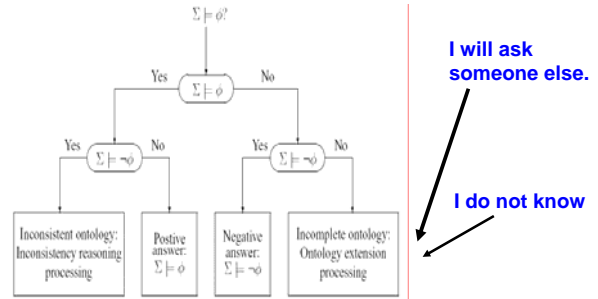 Σ ⊨ ϕ?
I will ask
someone else.
Yes
No
Σ ⊨ ϕ
Yes
No
Yes
No
Σ ⊨ ¬ϕ
Σ ⊨ ¬ϕ
I do not know
Inconsistent ontology:
Inconsistency reasoning
processing
Postive
answer:
Σ ⊨ ϕ
Negative
answer:
Σ ⊨ ¬ϕ
Incomplete ontology:
Ontology extension
processing